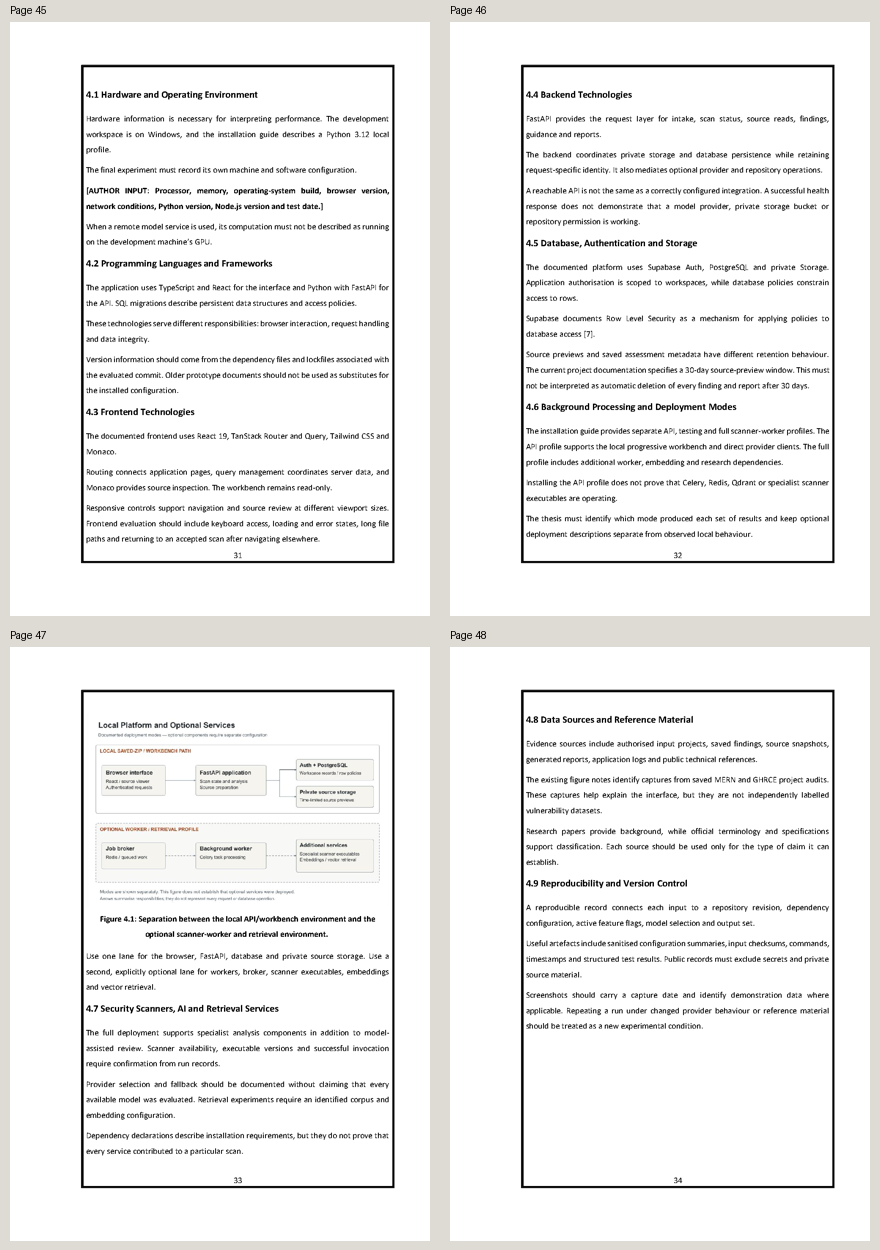 Page 45
4.1 Hardware and Operating Environment
Hardware information is necessary for interpreting performance. The development
workspace is on Windows, and the installation guide describes a Python 3.12 local
profile.
The final experiment must record its own machine and software configuration.
[AUTHOR INPUT: Processor, memory, operating-system build, browser version,
network conditions, Python version, Node.js version and test date.]
When a remote model service is used, its computation must not be described as running
on the development machine's GPU.
4.2 Programming Languages and Frameworks
The application uses TypeScript and React for the interface and Python with FastAPI for
the API. SQL migrations describe persistent data structures and access policies.
These technologies serve different responsibilities: browser interaction, request handling
and data integrity.
Version information should come from the dependency files and lockfiles associated with
the evaluated commit. Older prototype documents should not be used as substitutes for
the installed configuration.
4.3 Frontend Technologies
The documented frontend uses React 19, TanStack Router and Query, Tailwind CSS and
Monaco.
Routing connects application pages, query management coordinates server data, and
Monaco provides source inspection. The workbench remains read-only.
Responsive controls support navigation and source review at different viewport sizes.
Frontend evaluation should include keyboard access, loading and error states, long file
paths and returning to an accepted scan after navigating elsewhere.
31
Page 46
4.4 Backend Technologies
FastAPI provides the request layer for intake, scan status, source reads, findings,
guidance and reports.
The backend coordinates private storage and database persistence while retaining
request-specific identity. It also mediates optional provider and repository operations.
A reachable API is not the same as a correctly configured integration. A successful health
response does not demonstrate that a model provider, private storage bucket or
repository permission is working.
4.5 Database, Authentication and Storage
The documented platform uses Supabase Auth, PostgreSQL and private Storage.
Application authorisation is scoped to workspaces, while database policies constrain
access to rows.
Supabase documents Row Level Security as a mechanism for applying policies to
database access [7].
Source previews and saved assessment metadata have different retention behaviour.
The current project documentation specifies a 30-day source-preview window. This must
not be interpreted as automatic deletion of every finding and report after 30 days.
4.6 Background Processing and Deployment Modes
The installation guide provides separate API, testing and full scanner-worker profiles. The
API profile supports the local progressive workbench and direct provider clients. The full
profile includes additional worker, embedding and research dependencies.
Installing the API profile does not prove that Celery, Redis, Qdrant or specialist scanner
executables are operating.
The thesis must identify which mode produced each set of results and keep optional
deployment descriptions separate from observed local behaviour.
32
Page 47
Local Platform and Optional Services
Documented deployment modes — optional components require separate configuration
LOCAL SAVED-ZIP / WORKBENCH PATH
Browser interface
React / source viewer
Authenticated requests
FastAPI application
Scan state and analysis
Source preparation
Auth + PostgreSQL
Workspace records / row policies
Private source storage
Time-limited source previews
OPTIONAL WORKER / RETRIEVAL PROFILE
Job broker
Redis / queued work
Background worker
Celery task processing
Additional services
Specialist scanner executables
Embeddings / vector retrieval
Modes are shown separately. This figure does not establish that optional services were deployed.
Arrows summarise responsibilities; they do not represent every request or database operation.
Figure 4.1: Separation between the local API/workbench environment and the
optional scanner-worker and retrieval environment.
Use one lane for the browser, FastAPI, database and private source storage. Use a
second, explicitly optional lane for workers, broker, scanner executables, embeddings
and vector retrieval.
4.7 Security Scanners, AI and Retrieval Services
The full deployment supports specialist analysis components in addition to model-
assisted review. Scanner availability, executable versions and successful invocation
require confirmation from run records.
Provider selection and fallback should be documented without claiming that every
available model was evaluated. Retrieval experiments require an identified corpus and
embedding configuration.
Dependency declarations describe installation requirements, but they do not prove that
every service contributed to a particular scan.
33
Page 48
4.8 Data Sources and Reference Material
Evidence sources include authorised input projects, saved findings, source snapshots,
generated reports, application logs and public technical references.
The existing figure notes identify captures from saved MERN and GHRCE project audits.
These captures help explain the interface, but they are not independently labelled
vulnerability datasets.
Research papers provide background, while official terminology and specifications
support classification. Each source should be used only for the type of claim it can
establish.
4.9 Reproducibility and Version Control
A reproducible record connects each input to a repository revision, dependency
configuration, active feature flags, model selection and output set.
Useful artefacts include sanitised configuration summaries, input checksums, commands,
timestamps and structured test results. Public records must exclude secrets and private
source material.
Screenshots should carry a capture date and identify demonstration data where
applicable. Repeating a run under changed provider behaviour or reference material
should be treated as a new experimental condition.
34